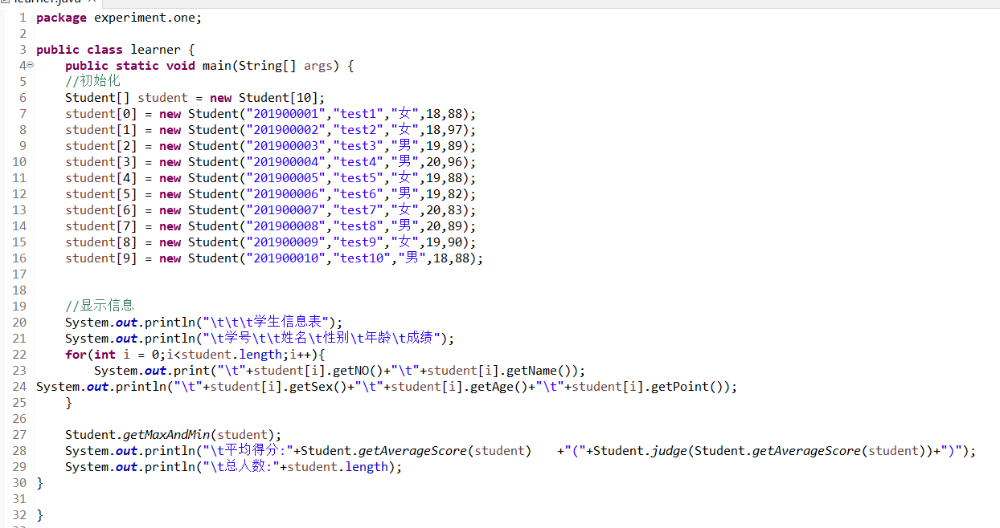 learner.java
1 package experiment.one;
2
3 public class learner {
4 public static void main(String[] args) {
5 //初始化
6 Student[] student = new Student[10];
7 student[0] = new Student("201900001","test1","女",18,88);
8 student[1] = new Student("201900002","test2","女",18,97);
9 student[2] = new Student("201900003","test3","男",19,89);
10 student[3] = new Student("201900004","test4","男",20,96);
11 student[4] = new Student("201900005","test5","女",19,88);
12 student[5] = new Student("201900006","test6","男",19,82);
13 student[6] = new Student("201900007","test7","女",20,83);
14 student[7] = new Student("201900008","test8","男",20,89);
15 student[8] = new Student("201900009","test9","女",19,90);
16 student[9] = new Student("201900010","test10","男",18,88);
17
18
19 //显示信息
20 System.out.println("\t\t\t学生信息表");
21 System.out.println("\t学号\t\t姓名\t性别\t年龄\t成绩");
22 for(int i = 0;i<student.length;i++){
23 System.out.print("\t"+student[i].getNO()+"\t"+student[i].getName());
24 System.out.println("\t"+student[i].getSex()+"\t"+student[i].getAge()+"\t"+student[i].getPoint());
25 }
26
27 Student.getMaxAndMin(student);
28 System.out.println("\t平均得分:"+Student.getAverageScore(student) +"("+Student.judge(Student.getAverageScore(student))+")");
29 System.out.println("\t总人数:"+student.length);
30 }
31
32 }